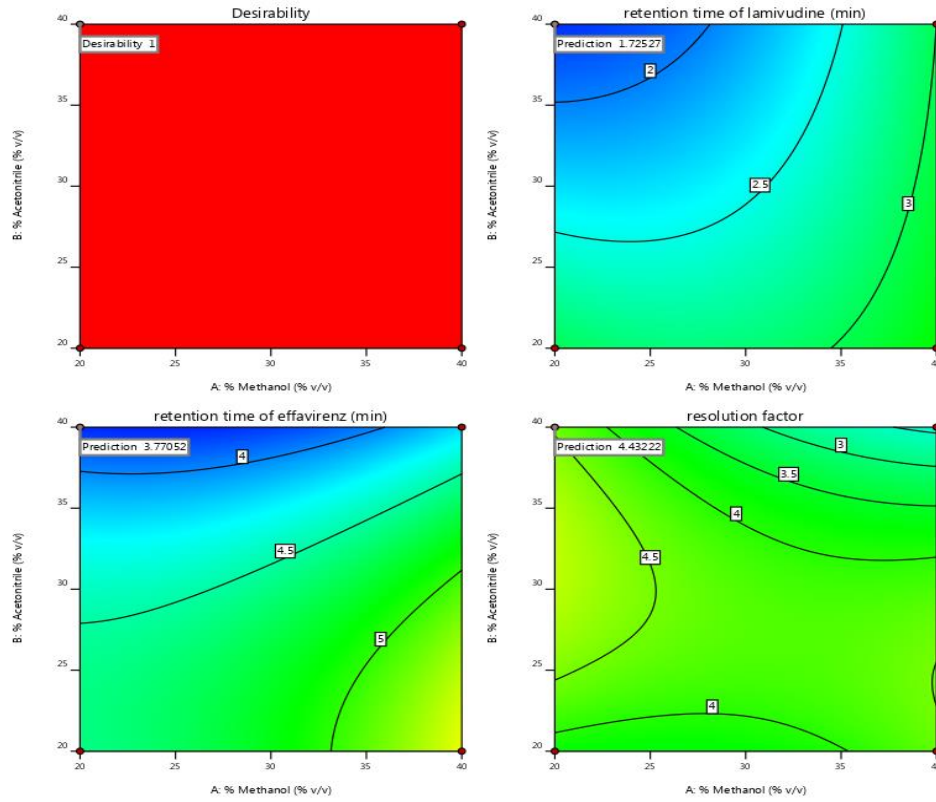 Desirability
40
Desirability 1
35
30
25
20
B: % Acetonitrile (% v/v)
20 25 30 35 40
A: % Methanol (% v/v)
retention time of lamivudine (min)
40
Prediction 1.72527
2
35
30
2.5
3
25
20
B: % Acetonitrile (% v/v)
20 25 30 35 40
A: % Methanol (% v/v)
retention time of effavirenz (min)
40
Prediction 3.77052
4
35
4.5
30
5
25
20
B: % Acetonitrile (% v/v)
20 25 30 35 40
A: % Methanol (% v/v)
resolution factor
40
Prediction 4.43222
3
3.5
35
4
4.5
30
25
4
20
B: % Acetonitrile (% v/v)
20 25 30 35 40
A: % Methanol (% v/v)